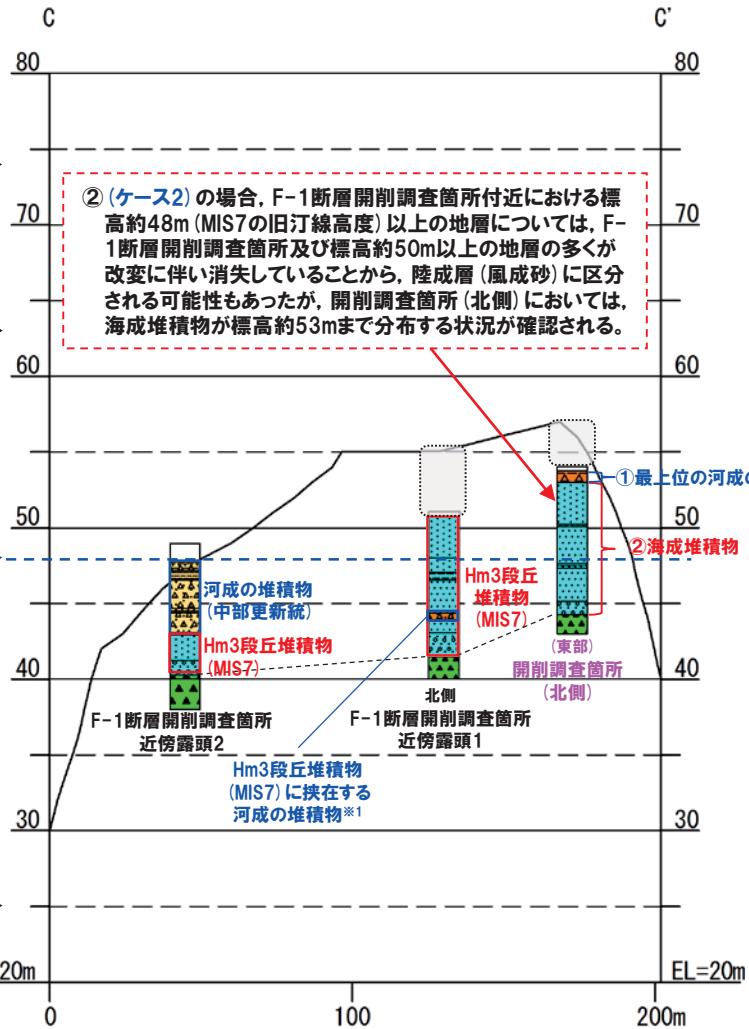 C
C'
80
80
② (ケース2) の場合, F-1断層開削調査箇所付近における標
高約48m (MIS7の旧汀線高度) 以上の地層については, F-
1断層開削調査箇所及び標高約50m以上の地層の多くが
改変に伴い消失していることから, 陸成層 (風成砂) に区分
される可能性もあったが, 開削調査箇所 (北側) においては,
海成堆積物が標高約53mまで分布する状況が確認される。
70
70
60
60
①最上位の河成の
50
50
②海成堆積物
河成の堆積物
(中部更新統)
Hm3段丘
堆積物
(MIS7)
Hm3段丘堆積物
(MIS7)
(東部)
開削調査箇所
(北側)
40
40
北側
F-1断層開削調査箇所
近傍露頭2
F-1断層開削調査箇所
近傍露頭1
Hm3段丘堆積物
(MIS7) に挟在する
河成の堆積物※1
30
30
20m
EL=20m
0
100
200m